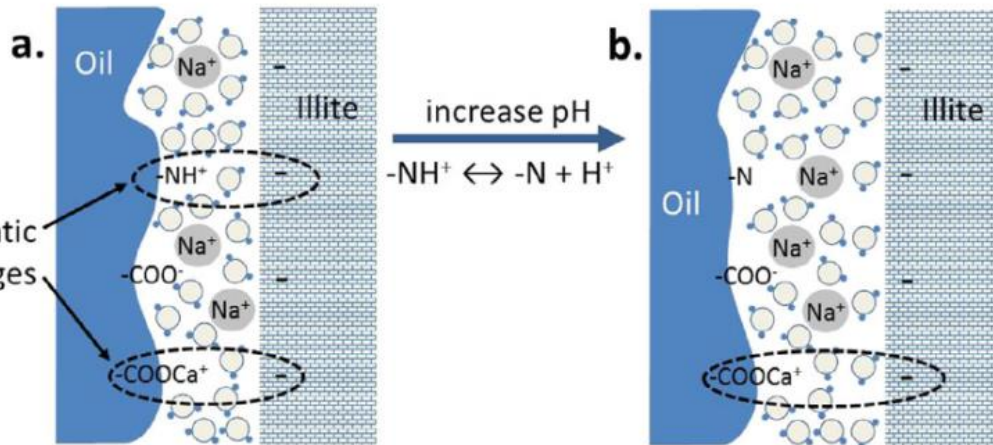 a.
Oil
Na⁺
-
Illite
-NH⁺
-
Na⁺
-COO⁻
-
Na⁺
-COOCa⁺
-
increase pH
-NH⁺ ↔ -N + H⁺
b.
Oil
Na⁺
-
Illite
-N
Na⁺
-
Na⁺
-COO⁻
-
Na⁺
-COOCa⁺
-